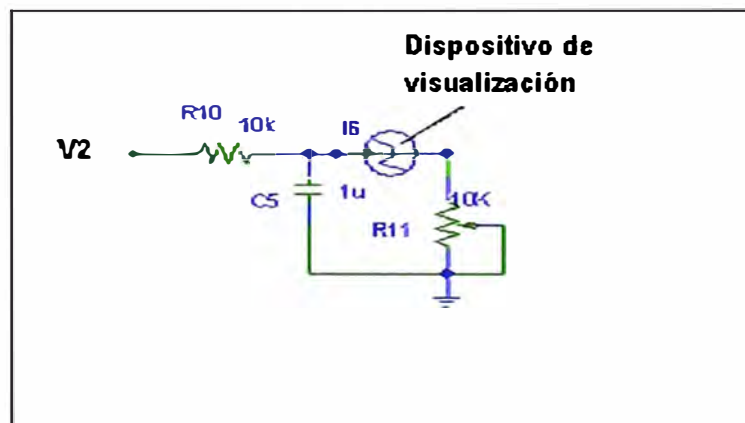 Dispositivo de
visualización
R10
10k
I6
V2
C5
1u
10K
R11